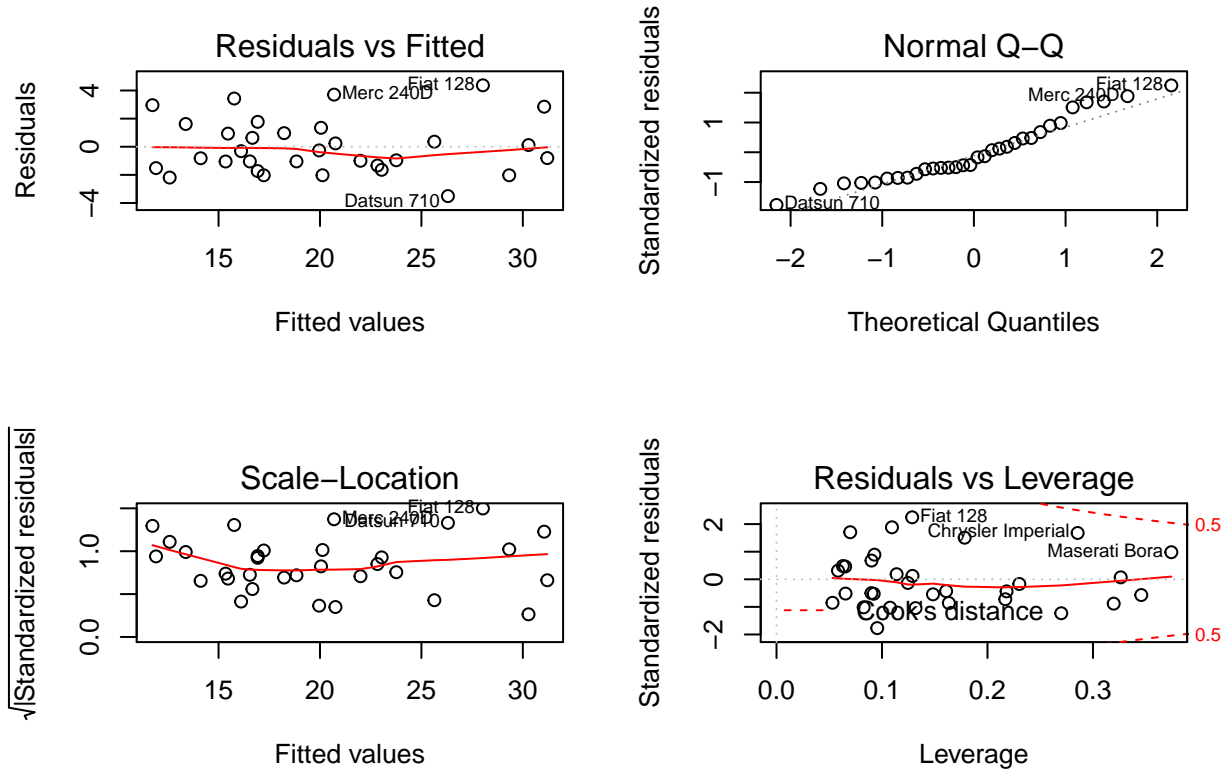 Residuals vs Fitted
Residuals
−4
0
4
Fiat 128
Merc 240D
Datsun 710
15 20 25 30
Fitted values
Normal Q−Q
Standardized residuals
−1
1
Fiat 128
Merc 240D
Datsun 710
−2 −1 0 1 2
Theoretical Quantiles
Scale−Location
√|Standardized residuals|
0.0
1.0
Fiat 128
Merc 240D
Datsun 710
15 20 25 30
Fitted values
Residuals vs Leverage
Standardized residuals
−2
0
2
Fiat 128
Chrysler Imperial
Maserati Bora
Cook's distance
0.5
0.5
0.0 0.1 0.2 0.3
Leverage